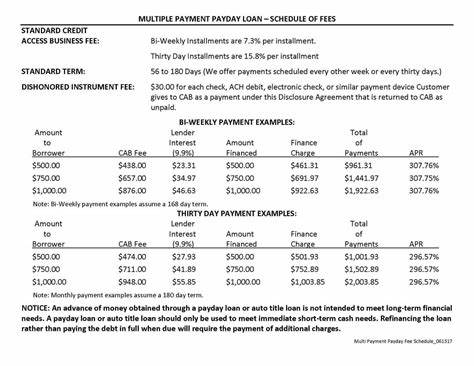 MULTIPLE PAYMENT PAYDAY LOAN – SCHEDULE OF FEES
STANDARD CREDIT
ACCESS BUSINESS FEE: Bi-Weekly Installments are 7.3% per installment.
Thirty Day Installments are 15.8% per installment
STANDARD TERM: 56 to 180 Days (We offer payments scheduled every other week or every thirty days.)
DISHONORED INSTRUMENT FEE: $30.00 for each check, ACH debit, electronic check, or similar payment device Customer
gives to CAB as a payment under this Disclosure Agreement that is returned to CAB as
unpaid.
BI-WEEKLY PAYMENT EXAMPLES:
Amount Lender Total
to Interest Amount Finance of
Borrower CAB Fee (9.9%) Financed Charge Payments APR
$500.00 $438.00 $23.31 $500.00 $461.31 $961.31 307.76%
$750.00 $657.00 $34.97 $750.00 $691.97 $1,441.97 307.75%
$1,000.00 $876.00 $46.63 $1,000.00 $922.63 $1,922.63 307.76%
Note: Bi-Weekly payment examples assume a 168 day term.
THIRTY DAY PAYMENT EXAMPLES:
Amount Lender Total
to Interest Amount Finance of
Borrower CAB Fee (9.9%) Financed Charge Payments APR
$500.00 $474.00 $27.93 $500.00 $501.93 $1,001.93 296.57%
$750.00 $711.00 $41.89 $750.00 $752.89 $1,502.89 296.57%
$1,000.00 $948.00 $55.85 $1,000.00 $1,003.85 $2,003.85 296.57%
Note: Monthly payment examples assume a 180 day term.
NOTICE: An advance of money obtained through a payday loan or auto title loan is not intended to meet long-term financial
needs. A payday loan or auto title loan should only be used to meet immediate short-term cash needs. Refinancing the loan
rather than paying the debt in full when due will require the payment of additional charges.
Multi Payment Payday Fee Schedule_061317